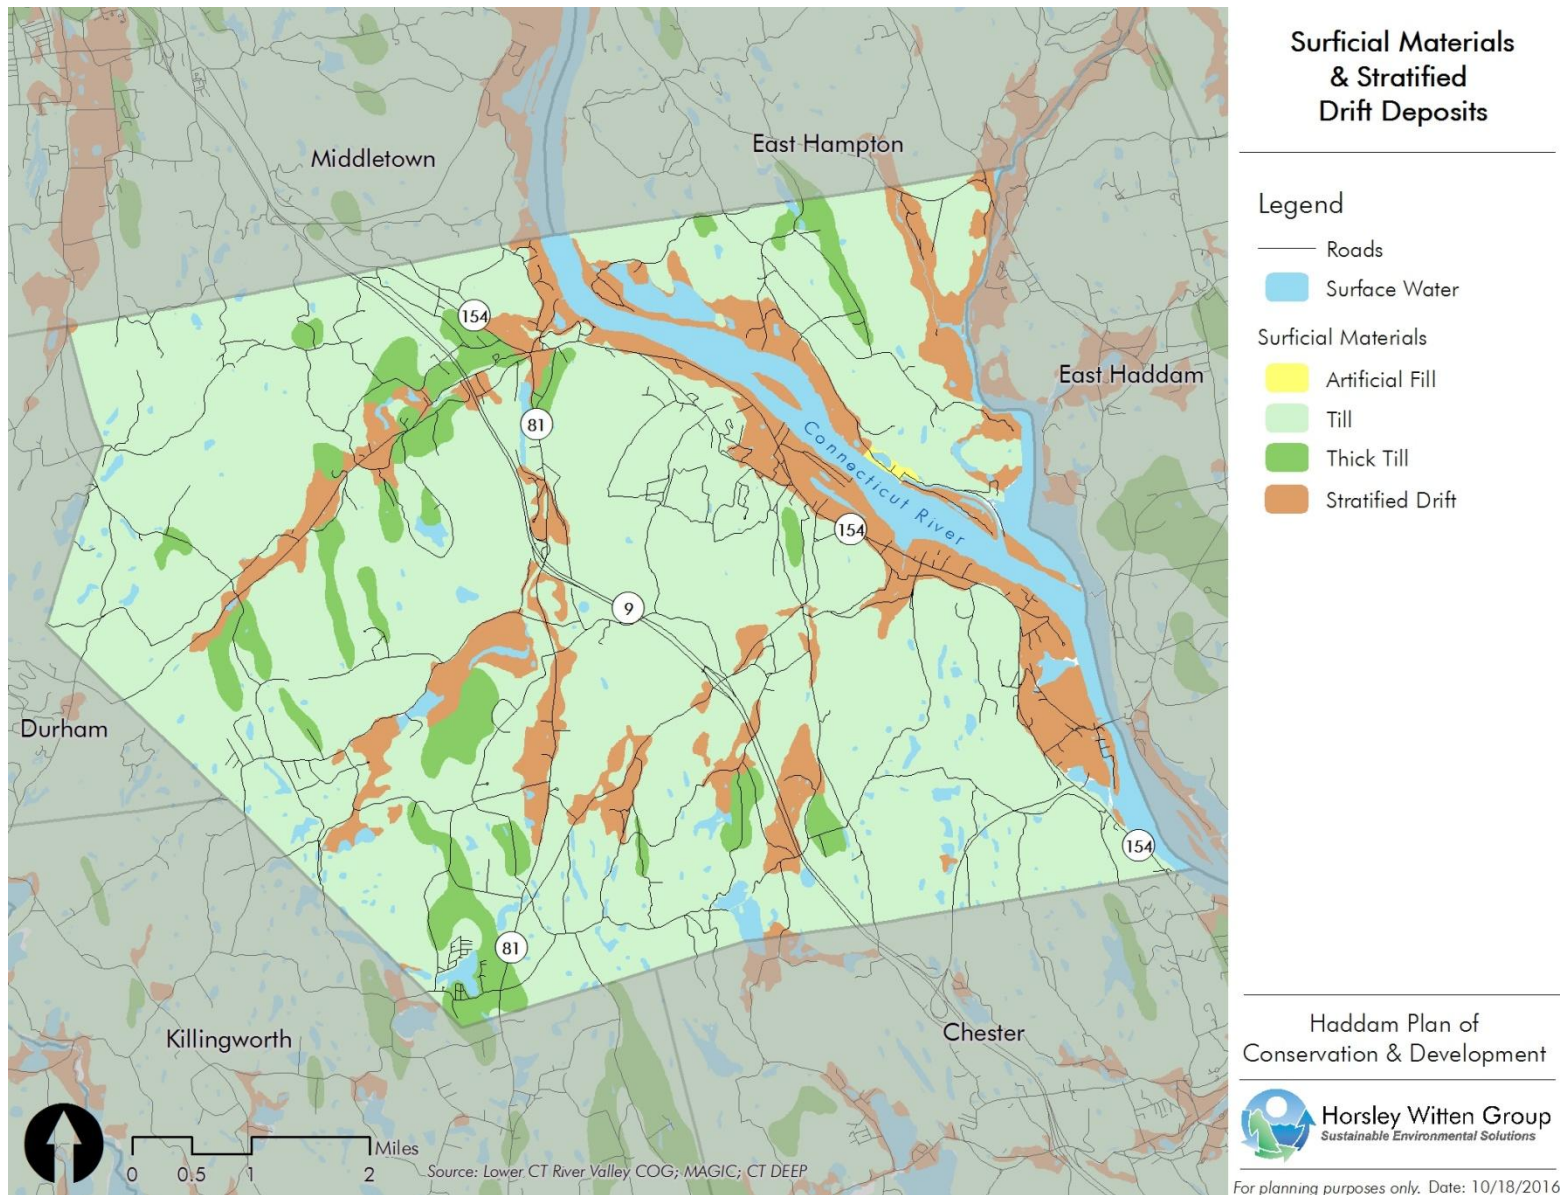 Surficial Materials
& Stratified
Drift Deposits
Legend
Roads
Surface Water
Surficial Materials
Artificial Fill
Till
Thick Till
Stratified Drift
Middletown
East Hampton
East Haddam
154
81
Connecticut River
154
9
Durham
154
81
Killingworth
Chester
0 0.5 1 2 Miles
Source: Lower CT River Valley COG; MAGIC; CT DEEP
Haddam Plan of
Conservation & Development
Horsley Witten Group
Sustainable Environmental Solutions
For planning purposes only. Date: 10/18/2016